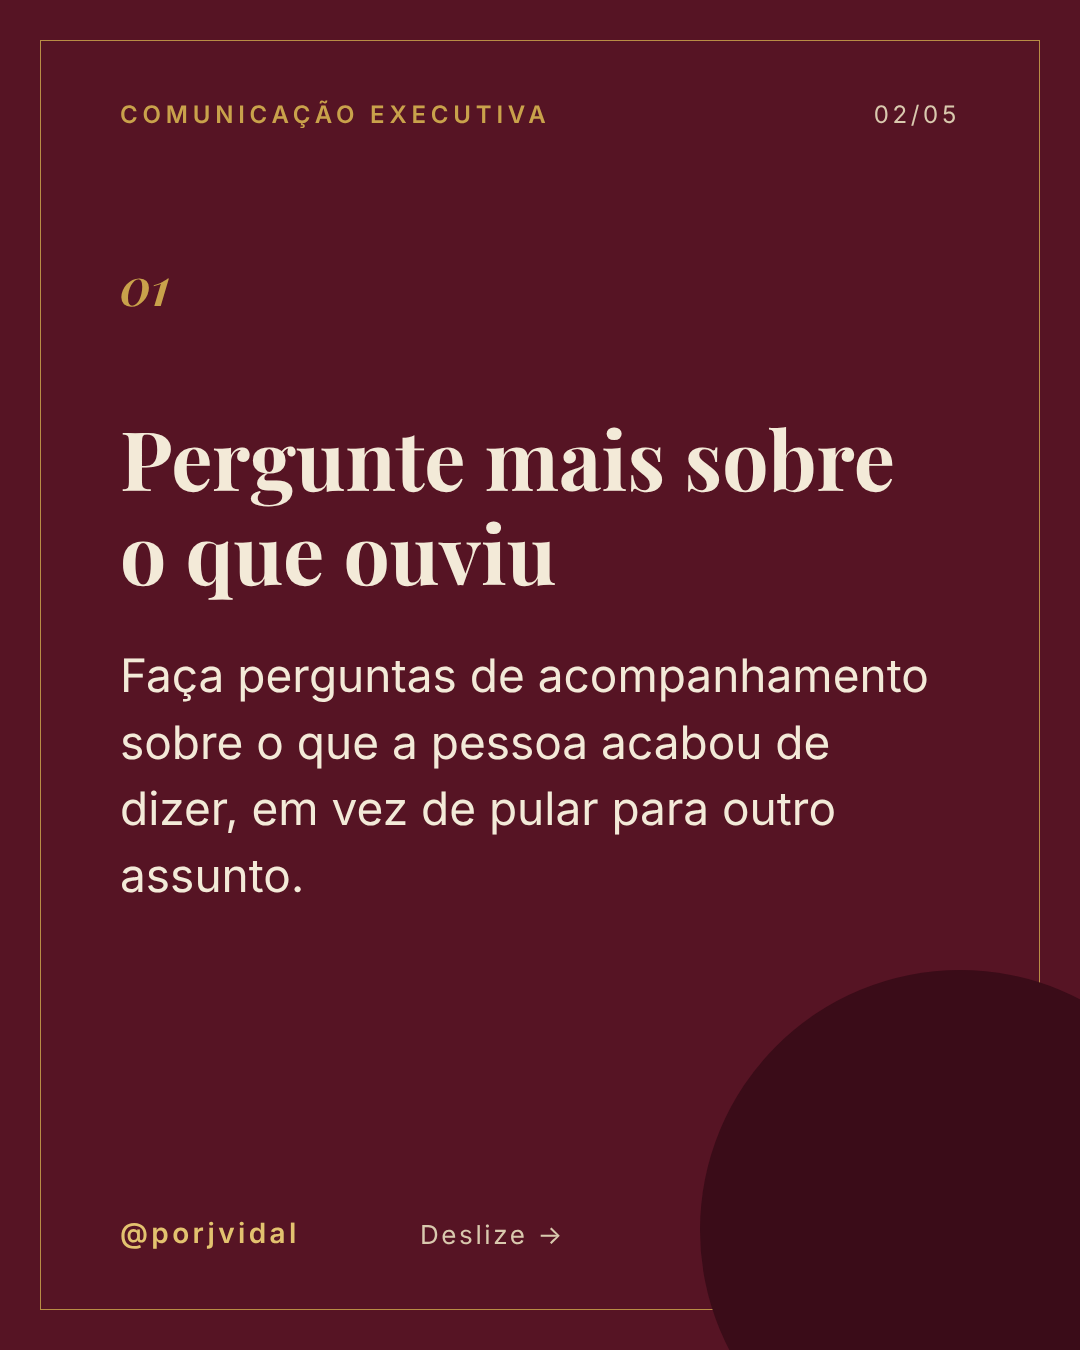 COMUNICAÇÃO EXECUTIVA
02/05
01
Pergunte mais sobre
o que ouviu
Faça perguntas de acompanhamento
sobre o que a pessoa acabou de
dizer, em vez de pular para outro
assunto.
@porjvidal
Deslize →